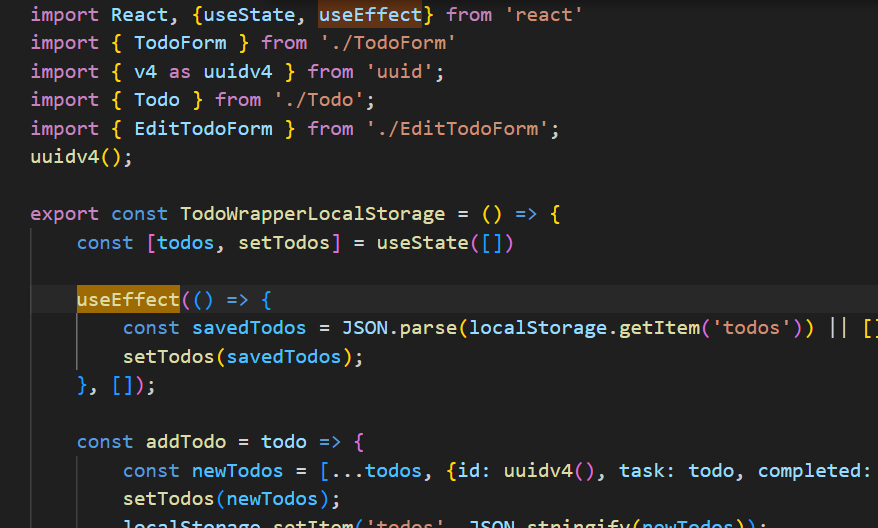 import React, {useState, useEffect} from 'react'
import { TodoForm } from './TodoForm'
import { v4 as uuidv4 } from 'uuid';
import { Todo } from './Todo';
import { EditTodoForm } from './EditTodoForm';
uuidv4();
export const TodoWrapperLocalStorage = () => {
const [todos, setTodos] = useState([])
useEffect(() => {
const savedTodos = JSON.parse(localStorage.getItem('todos')) || []
setTodos(savedTodos);
}, []);
const addTodo = todo => {
const newTodos = [...todos, {id: uuidv4(), task: todo, completed:
setTodos(newTodos);
localStorage.setItem('todos', JSON.stringify(newTodos));